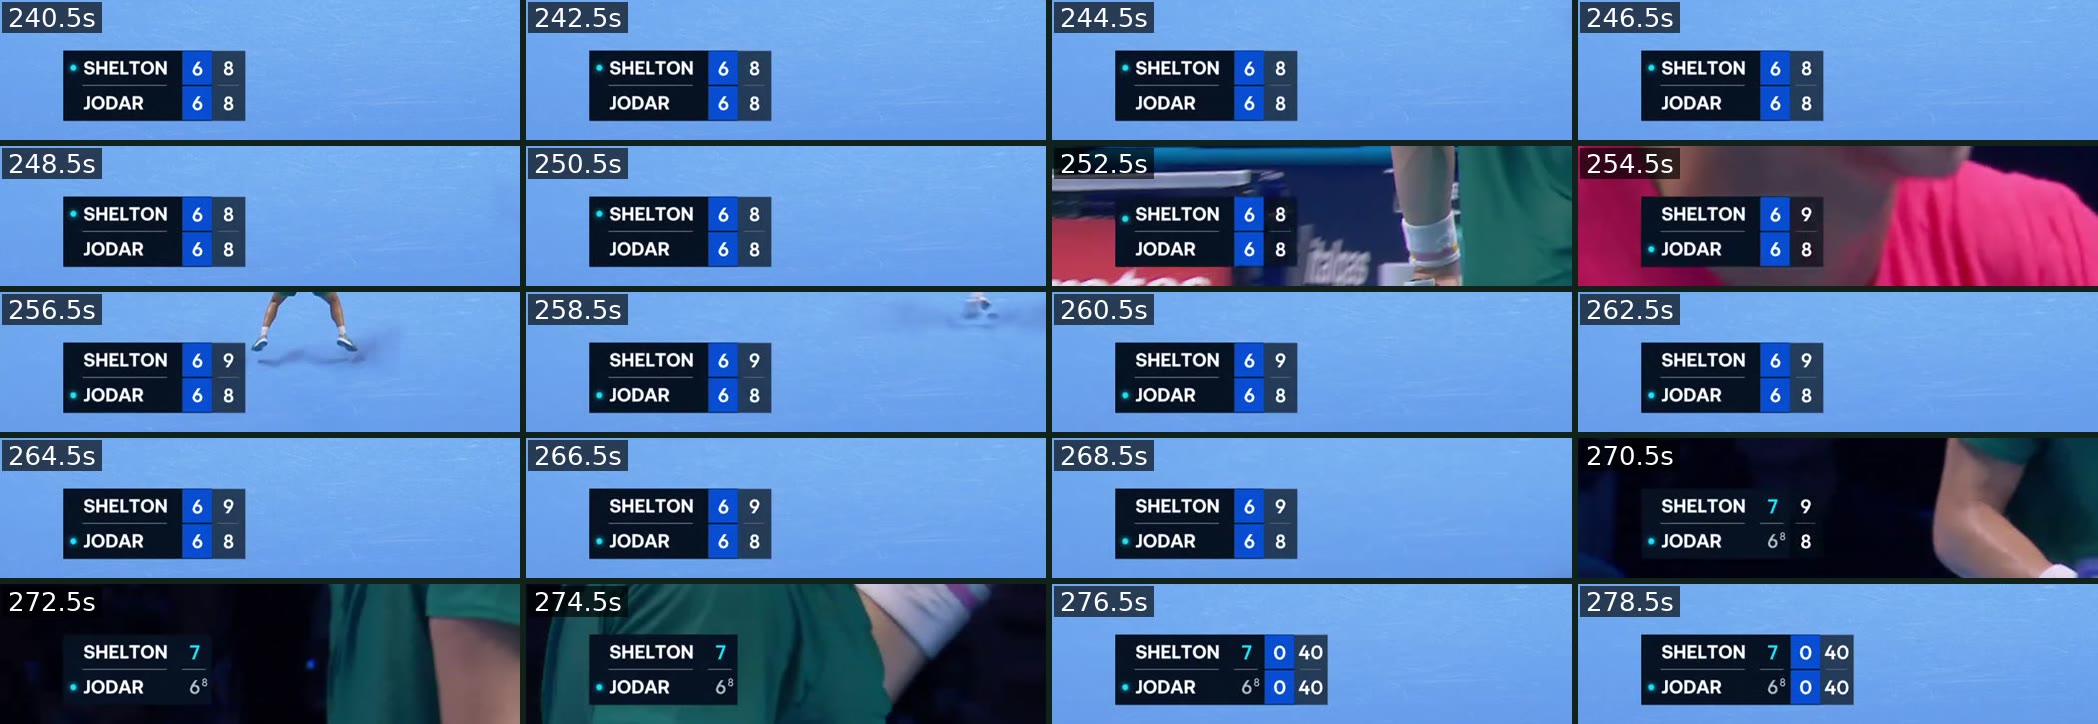 240.5s
SHELTON 6 8
JODAR 6 8
242.5s
SHELTON 6 8
JODAR 6 8
244.5s
SHELTON 6 8
JODAR 6 8
246.5s
SHELTON 6 8
JODAR 6 8
248.5s
SHELTON 6 8
JODAR 6 8
250.5s
SHELTON 6 8
JODAR 6 8
252.5s
SHELTON 6 8
JODAR 6 8
254.5s
SHELTON 6 9
JODAR 6 8
256.5s
SHELTON 6 9
JODAR 6 8
258.5s
SHELTON 6 9
JODAR 6 8
260.5s
SHELTON 6 9
JODAR 6 8
262.5s
SHELTON 6 9
JODAR 6 8
264.5s
SHELTON 6 9
JODAR 6 8
266.5s
SHELTON 6 9
JODAR 6 8
268.5s
SHELTON 6 9
JODAR 6 8
270.5s
SHELTON 7 9
JODAR 6⁸ 8
272.5s
SHELTON 7
JODAR 6⁸
274.5s
SHELTON 7
JODAR 6⁸
276.5s
SHELTON 7 0 40
JODAR 6⁸ 0 40
278.5s
SHELTON 7 0 40
JODAR 6⁸ 0 40